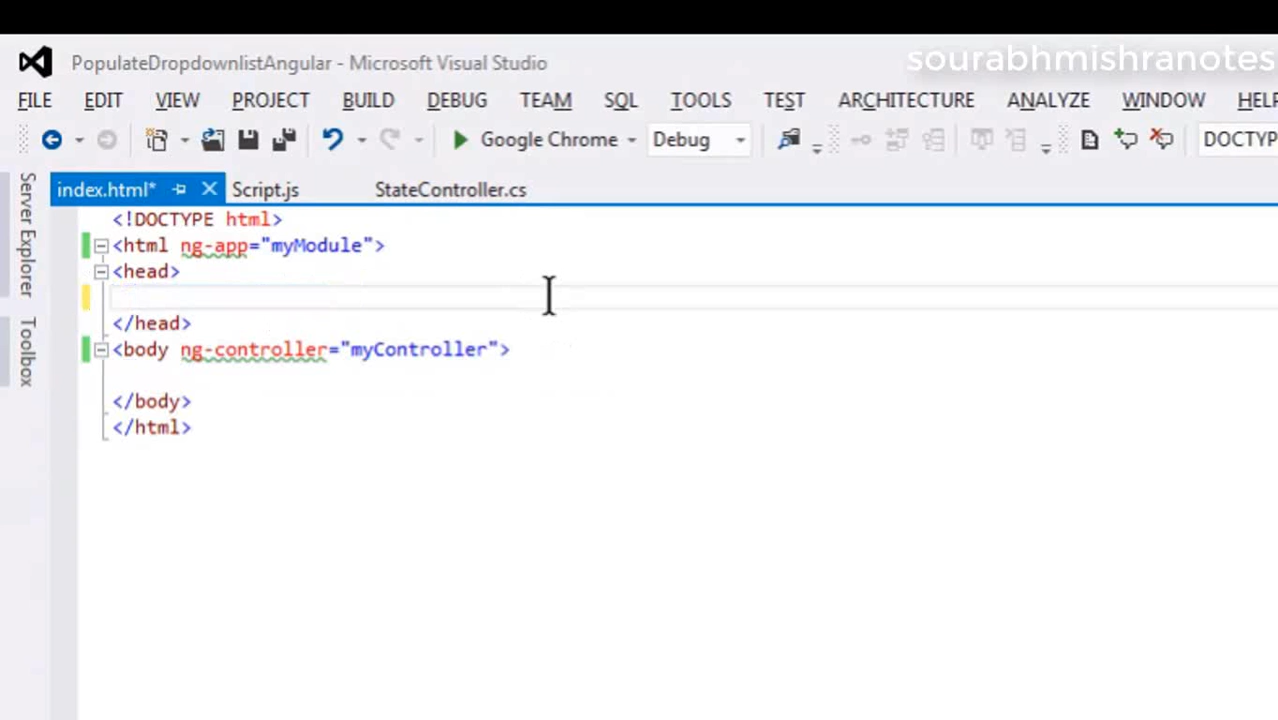 sourabhmishranotes
PopulateDropdownlistAngular - Microsoft Visual Studio
FILE EDIT VIEW PROJECT BUILD DEBUG TEAM SQL TOOLS TEST ARCHITECTURE ANALYZE WINDOW HELP
Google Chrome Debug DOCTYP
index.html* Script.js StateController.cs
Server Explorer
Toolbox
<!DOCTYPE html>
<html ng-app="myModule">
<head>
</head>
<body ng-controller="myController">
</body>
</html>